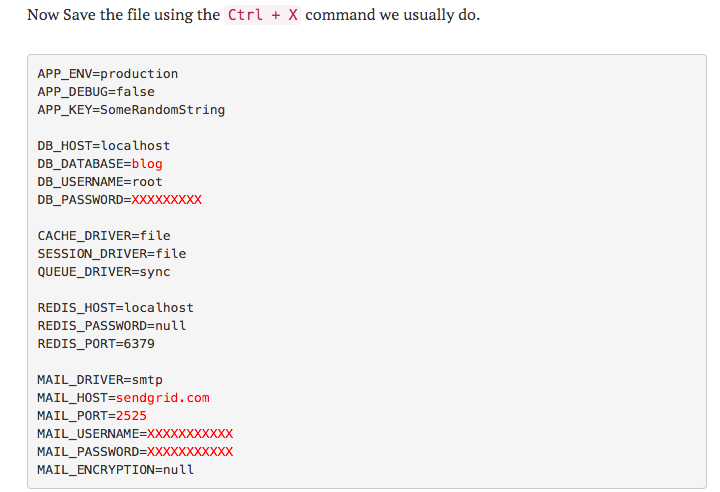 Now Save the file using the Ctrl + X command we usually do.
APP_ENV=production
APP_DEBUG=false
APP_KEY=SomeRandomString
DB_HOST=localhost
DB_DATABASE=blog
DB_USERNAME=root
DB_PASSWORD=XXXXXXXXX
CACHE_DRIVER=file
SESSION_DRIVER=file
QUEUE_DRIVER=sync
REDIS_HOST=localhost
REDIS_PASSWORD=null
REDIS_PORT=6379
MAIL_DRIVER=smtp
MAIL_HOST=sendgrid.com
MAIL_PORT=2525
MAIL_USERNAME=XXXXXXXXXXX
MAIL_PASSWORD=XXXXXXXXXXX
MAIL_ENCRYPTION=null